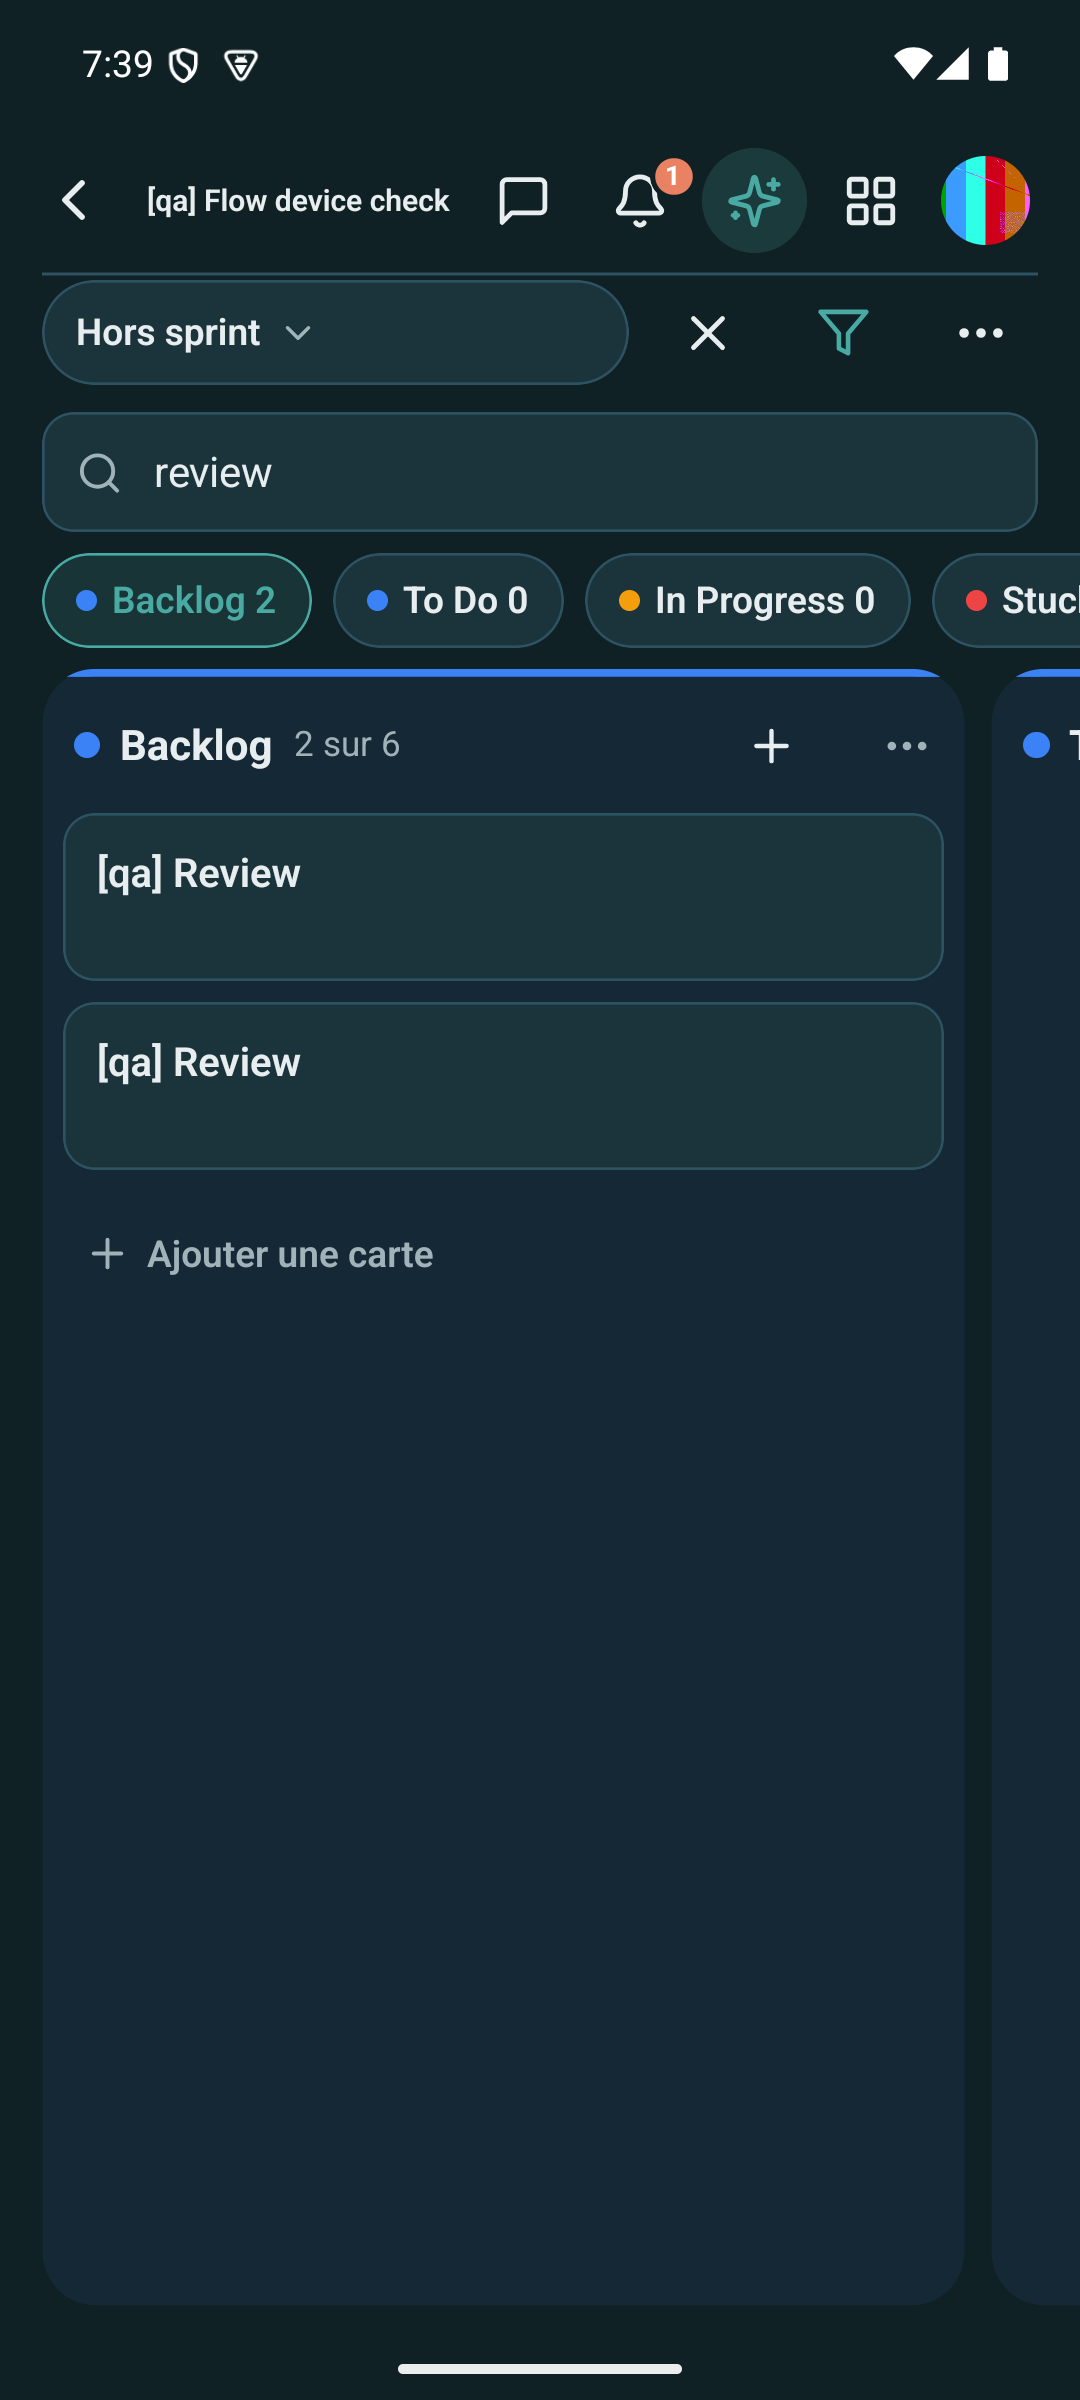 7:39
[qa] Flow device check
1
Hors sprint
review
Backlog 2
To Do 0
In Progress 0
Backlog 2 sur 6
[qa] Review
[qa] Review
Ajouter une carte